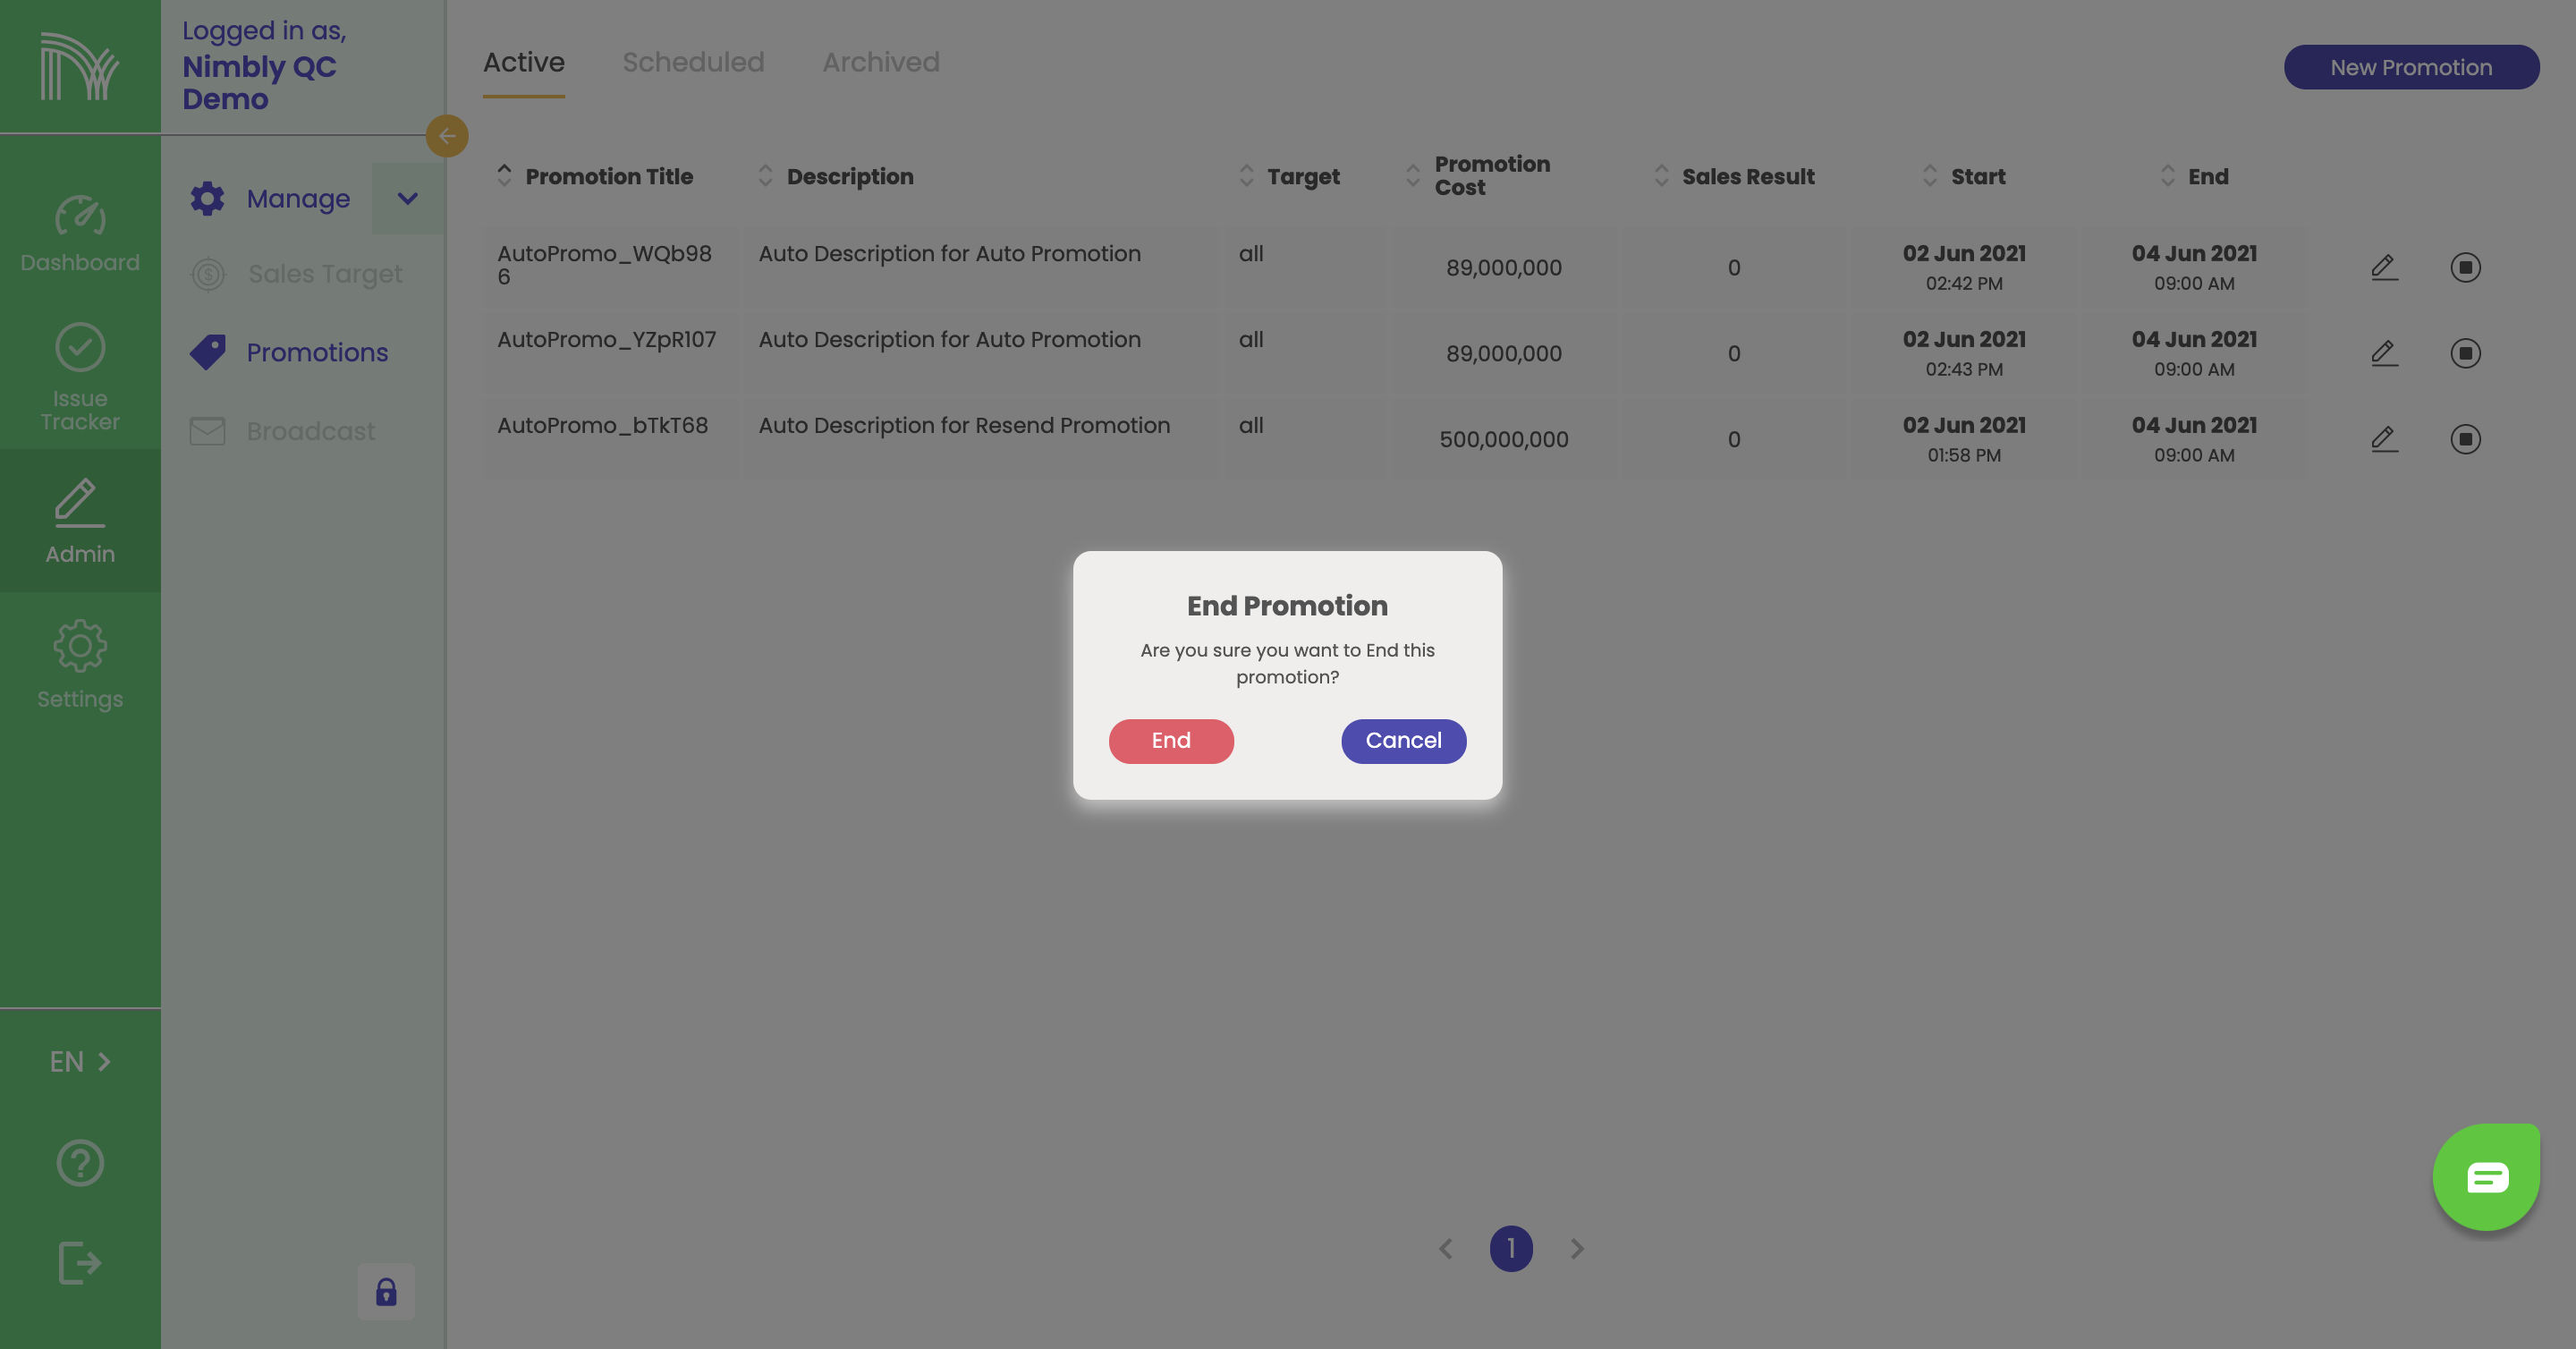 Logged in as,
Nimbly QC
Demo
Dashboard
Issue
Tracker
Admin
Settings
EN
Manage
Sales Target
Promotions
Broadcast
Active
Scheduled
Archived
New Promotion
Promotion Title
Description
Target
Promotion
Cost
Sales Result
Start
End
AutoPromo_WQb98
6
Auto Description for Auto Promotion
all
89,000,000
0
02 Jun 2021
02:42 PM
04 Jun 2021
09:00 AM
AutoPromo_YZpR107
Auto Description for Auto Promotion
all
89,000,000
0
02 Jun 2021
02:43 PM
04 Jun 2021
09:00 AM
AutoPromo_bTkT68
Auto Description for Resend Promotion
all
500,000,000
0
02 Jun 2021
01:58 PM
04 Jun 2021
09:00 AM
End Promotion
Are you sure you want to End this
promotion?
End
Cancel
1